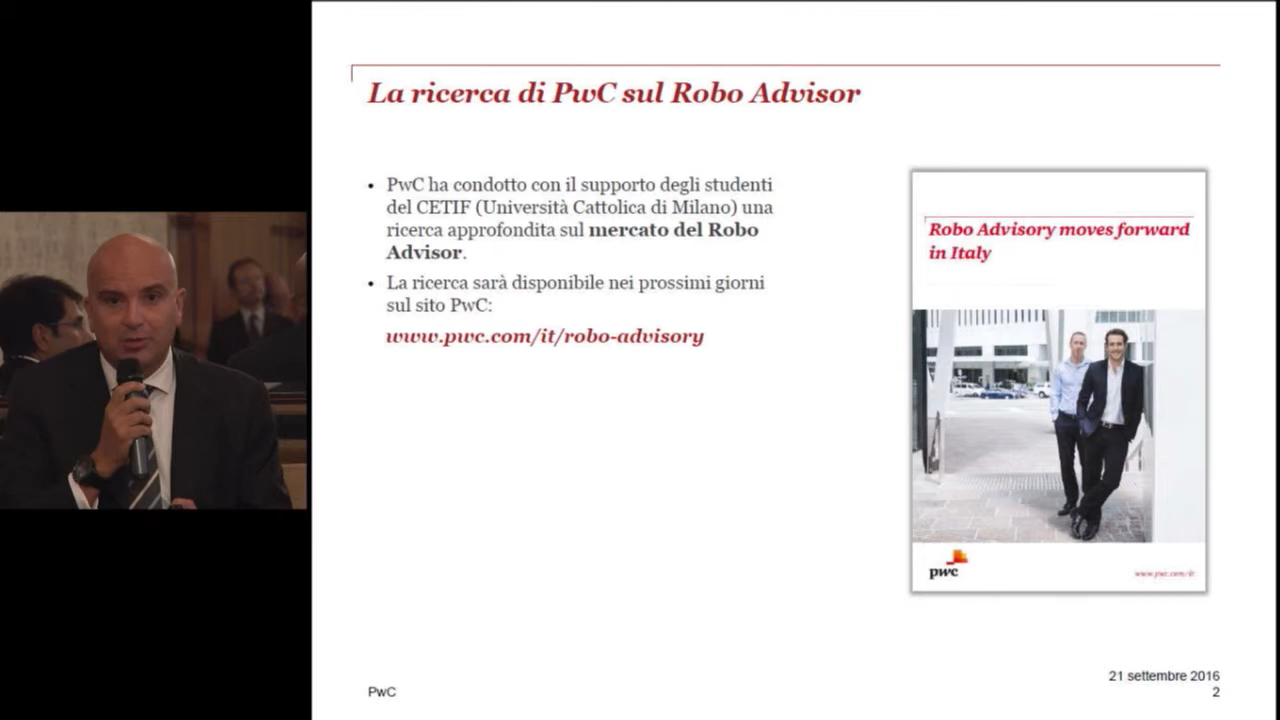 La ricerca di PwC sul Robo Advisor
• PwC ha condotto con il supporto degli studenti
del CETIF (Università Cattolica di Milano) una
ricerca approfondita sul mercato del Robo
Advisor.
• La ricerca sarà disponibile nei prossimi giorni
sul sito PwC:
www.pwc.com/it/robo-advisory
Robo Advisory moves forward
in Italy
pwc
www.pwc.com/it
21 settembre 2016
PwC
2